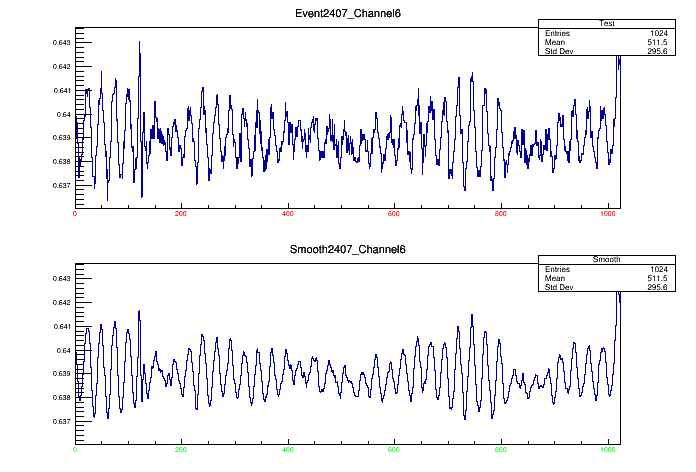 Event2407_Channel6
Test
Entries 1024
Mean 511.5
Std Dev 295.6
0.643
0.642
0.641
0.64
0.639
0.638
0.637
0 200 400 600 800 1000
Smooth2407_Channel6
Smooth
Entries 1024
Mean 511.5
Std Dev 295.6
0.643
0.642
0.641
0.64
0.639
0.638
0.637
0 200 400 600 800 1000